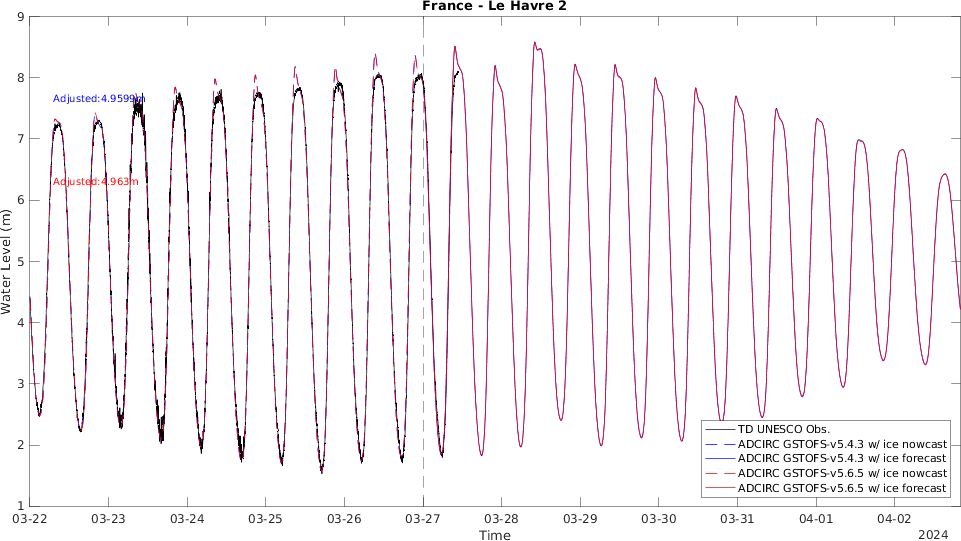 France - Le Havre 2
9
8
7
6
5
4
3
2
1
Water Level (m)
Adjusted:4.9599m
Adjusted:4.963m
TD UNESCO Obs.
ADCIRC GSTOFS-v5.4.3 w/ ice nowcast
ADCIRC GSTOFS-v5.4.3 w/ ice forecast
ADCIRC GSTOFS-v5.6.5 w/ ice nowcast
ADCIRC GSTOFS-v5.6.5 w/ ice forecast
03-22 03-23 03-24 03-25 03-26 03-27 03-28 03-29 03-30 03-31 04-01 04-02
Time
2024